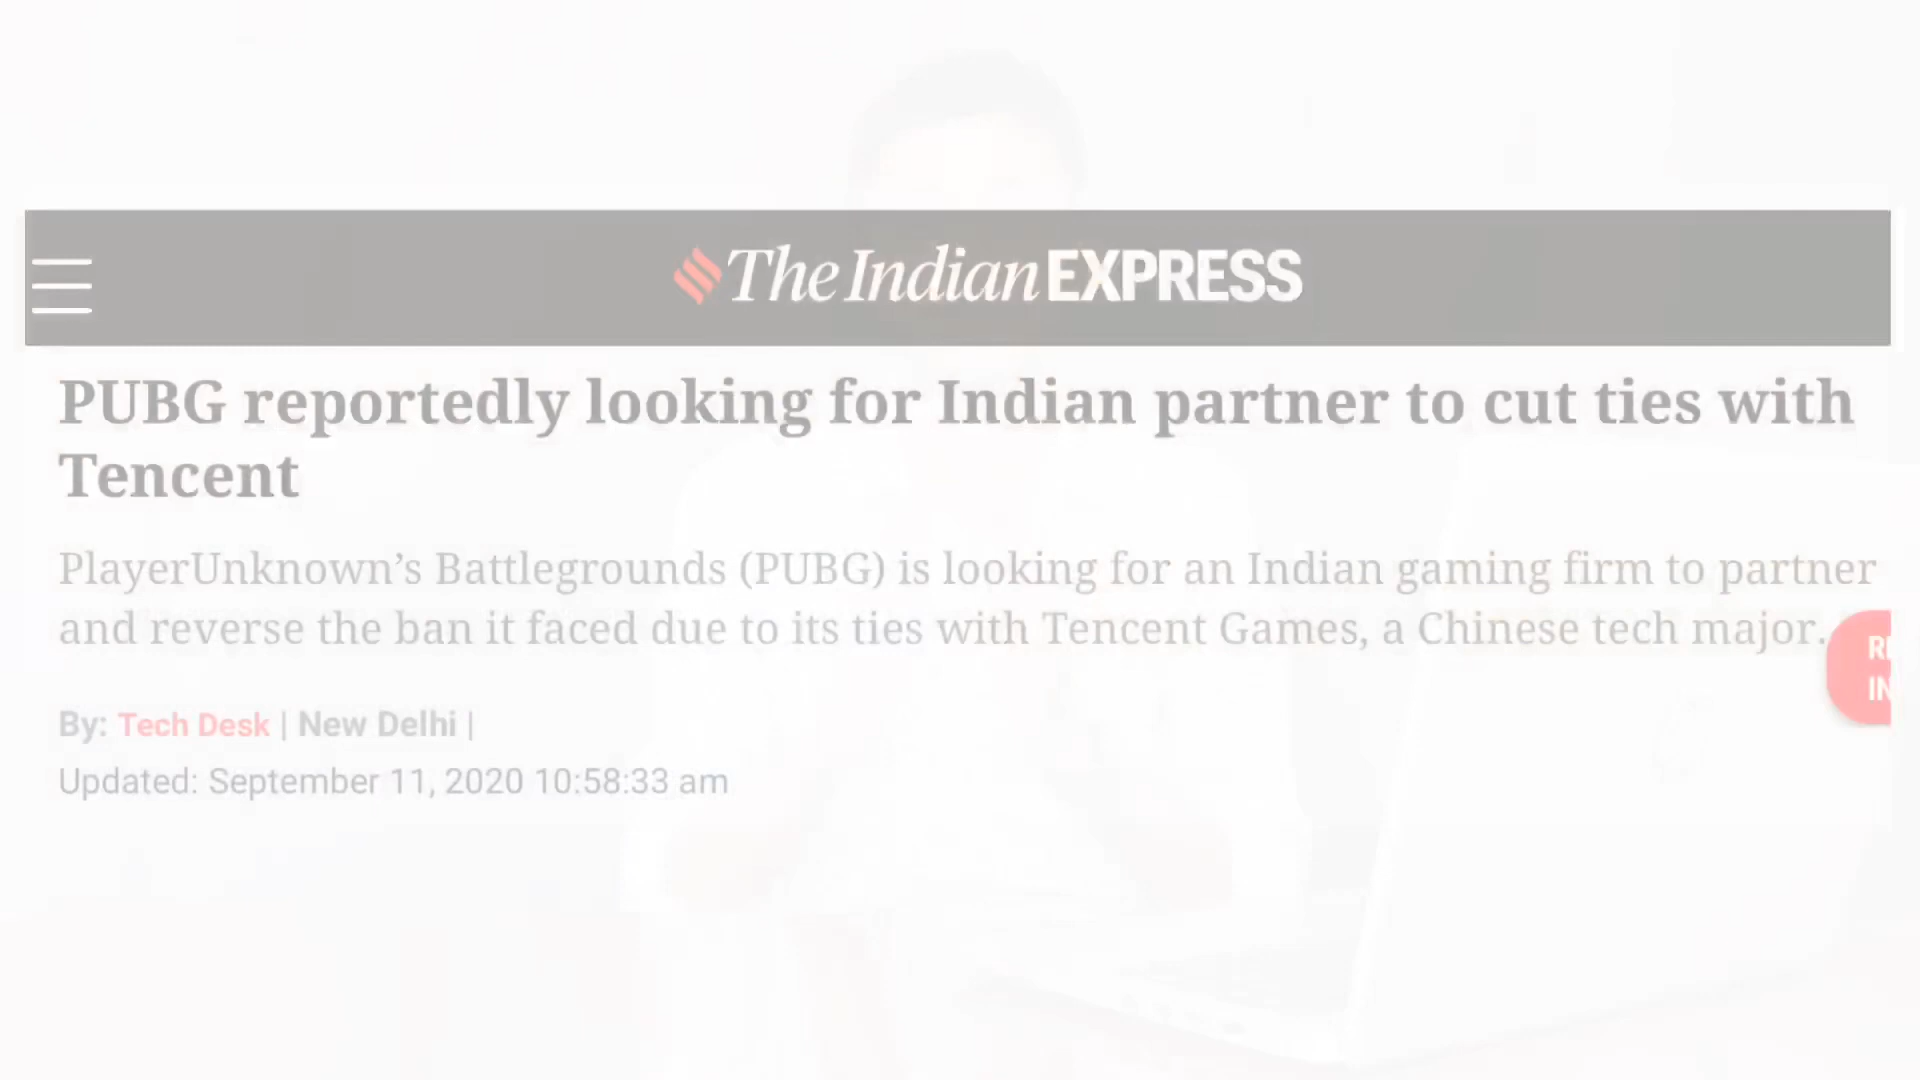 The Indian EXPRESS
PUBG reportedly looking for Indian partner to cut ties with
Tencent
PlayerUnknown’s Battlegrounds (PUBG) is looking for an Indian gaming firm to partner
and reverse the ban it faced due to its ties with Tencent Games, a Chinese tech major.
By: Tech Desk | New Delhi |
Updated: September 11, 2020 10:58:33 am